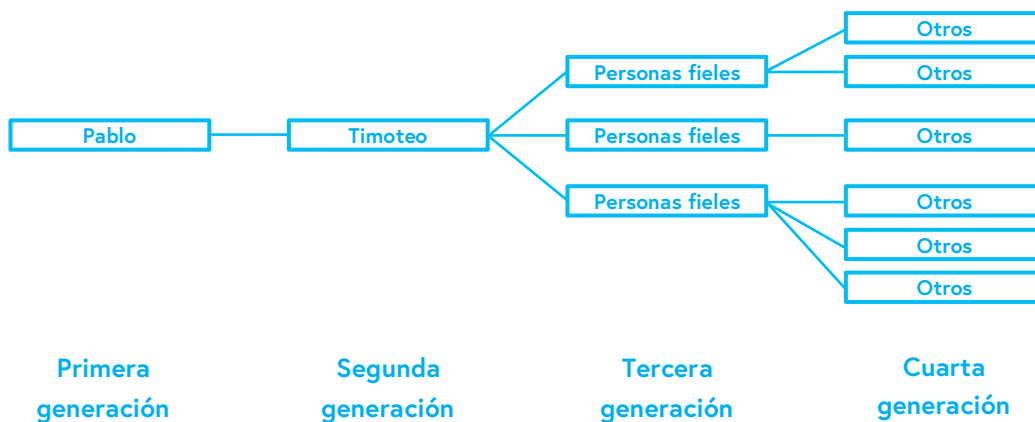 Otros
Personas fieles
Otros
Pablo
Timoteo
Personas fieles
Otros
Personas fieles
Otros
Otros
Otros
Primera
generación
Segunda
generación
Tercera
generación
Cuarta
generación